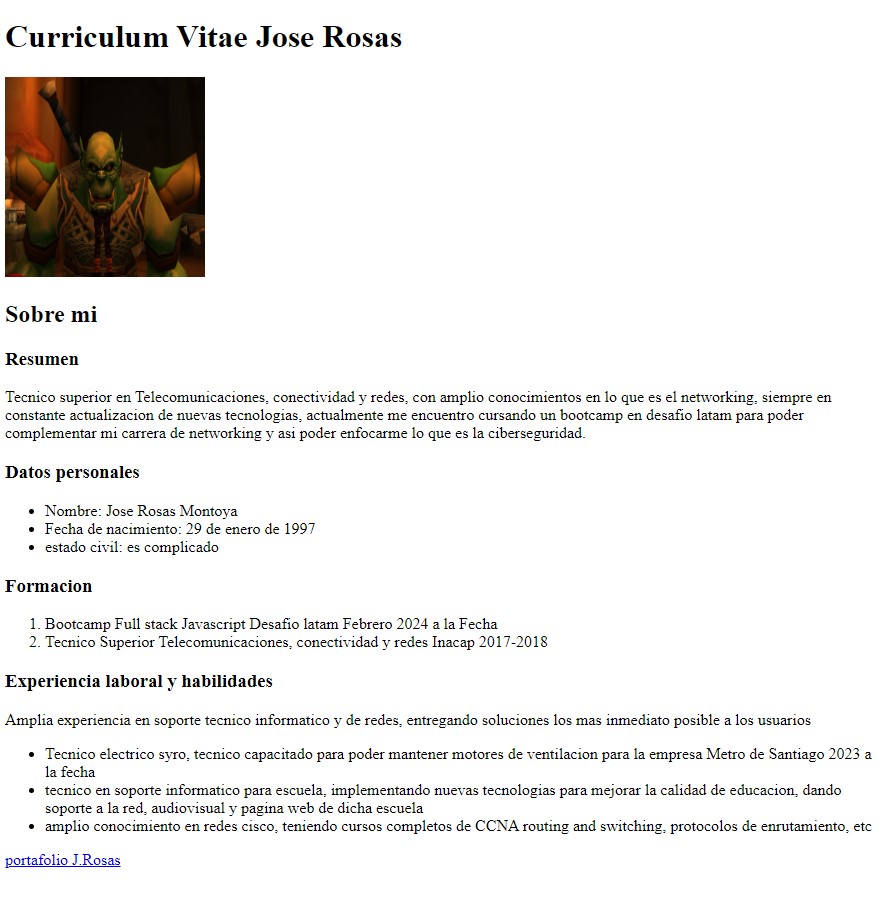 Curriculum Vitae Jose Rosas
Sobre mi
Resumen
Tecnico superior en Telecomunicaciones, conectividad y redes, con amplio conocimientos en lo que es el networking, siempre en
constante actualizacion de nuevas tecnologias, actualmente me encuentro cursando un bootcamp en desafio latam para poder
complementar mi carrera de networking y asi poder enfocarme lo que es la ciberseguridad.
Datos personales
• Nombre: Jose Rosas Montoya
• Fecha de nacimiento: 29 de enero de 1997
• estado civil: es complicado
Formacion
1. Bootcamp Full stack Javascript Desafio latam Febrero 2024 a la Fecha
2. Tecnico Superior Telecomunicaciones, conectividad y redes Inacap 2017-2018
Experiencia laboral y habilidades
Amplia experiencia en soporte tecnico informatico y de redes, entregando soluciones los mas inmediato posible a los usuarios
• Tecnico electrico syro, tecnico capacitado para poder mantener motores de ventilacion para la empresa Metro de Santiago 2023 a
la fecha
• tecnico en soporte informatico para escuela, implementando nuevas tecnologias para mejorar la calidad de educacion, dando
soporte a la red, audiovisual y pagina web de dicha escuela
• amplio conocimiento en redes cisco, teniendo cursos completos de CCNA routing and switching, protocolos de enrutamiento, etc
portafolio J.Rosas